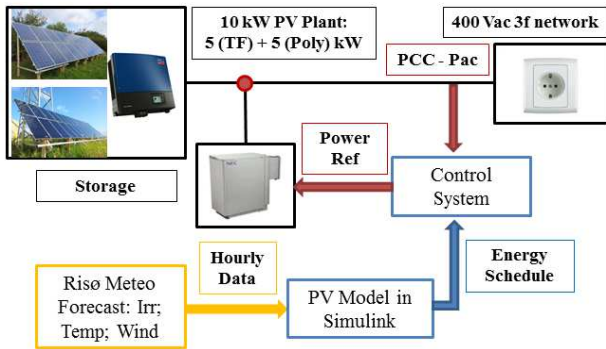 10 kW PV Plant:
5 (TF) + 5 (Poly) kW
400 Vac 3f network
PCC - Pac
Power
Ref
Storage
Control
System
Hourly
Data
Energy
Schedule
Risø Meteo
Forecast: Irr;
Temp; Wind
PV Model in
Simulink